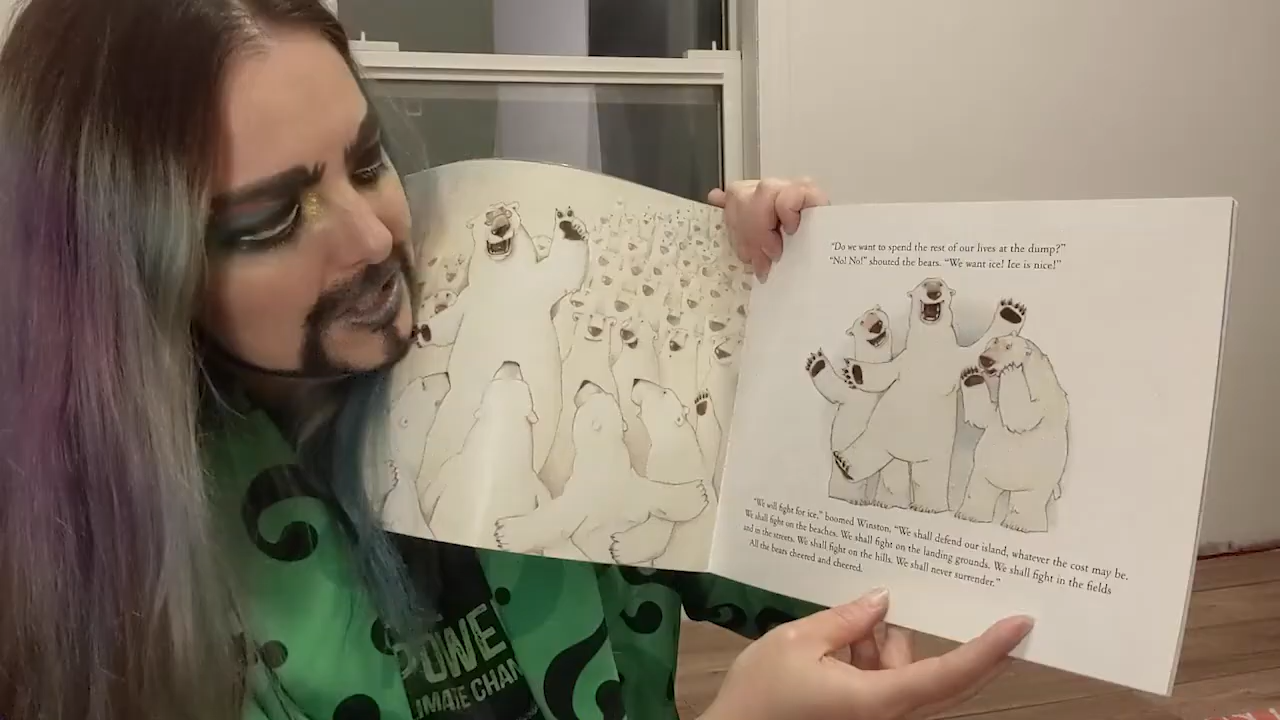 "Do we want to spend the rest of our lives at the dump?"
"No! No!" shouted the bears. "We want ice! Ice is nice!"
"We will fight for ice," boomed Winston, "We shall defend our island, whatever the cost may be.
We shall fight on the beaches. We shall fight on the landing grounds. We shall fight in the fields
and in the streets. We shall fight on the hills. We shall never surrender."
All the bears cheered and cheered.
POWE
LIMATE CHAN